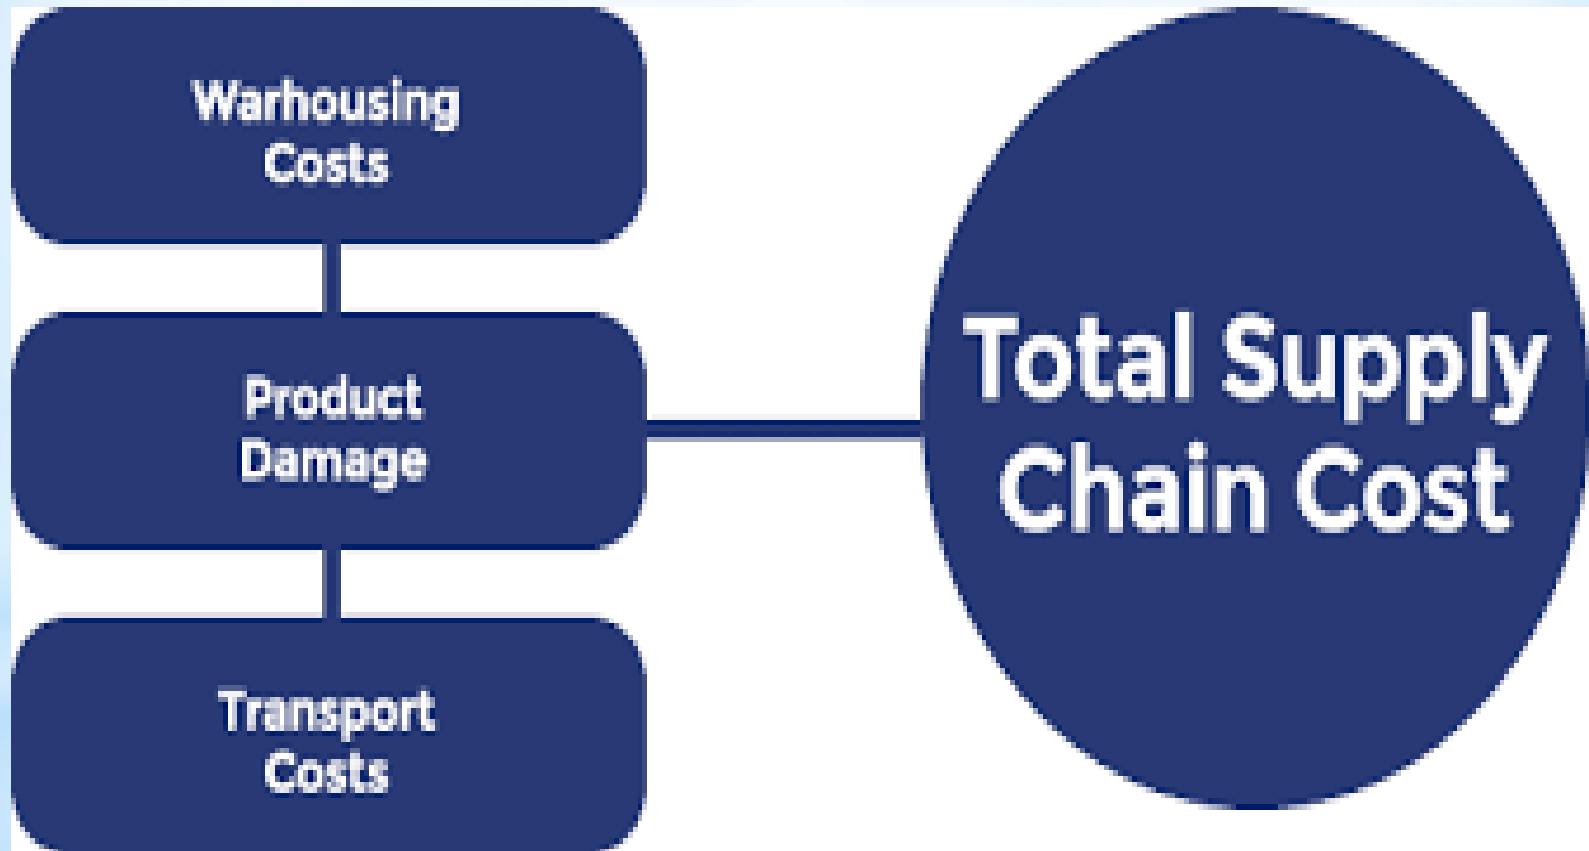 Warhousing
Costs
Product
Damage
Transport
Costs
Total Supply
Chain Cost